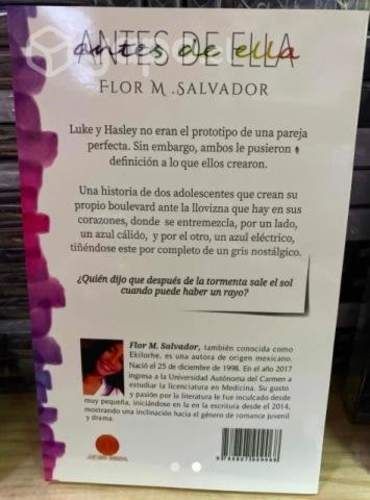 ANTES DE ELLA
antes de ella
FLOR M .SALVADOR
Luke y Hasley no eran el prototipo de una pareja
perfecta. Sin embargo, ambos le pusieron
definición a lo que ellos crearon.
Una historia de dos adolescentes que crean su
propio boulevard ante la llovizna que hay en sus
corazones, donde se entremezcla, por un lado,
un azul cálido, y por el otro, un azul eléctrico,
tiñéndose este por completo de un gris nostálgico.
¿Quién dijo que después de la tormenta sale el sol
cuando puede haber un rayo?
Flor M. Salvador, también conocida como
Ekilorhe, es una autora de origen mexicano.
Nació el 25 de diciembre de 1998. En el año 2017
ingresa a la Universidad Autónoma del Carmen a
estudiar la licenciatura en Medicina. Su gusto
y pasión por la literatura le fue inculcado desde
muy pequeña, iniciándose en la en la escritura desde el 2014,
mostrando una inclinación hacia el género de romance juvenil
y drama.